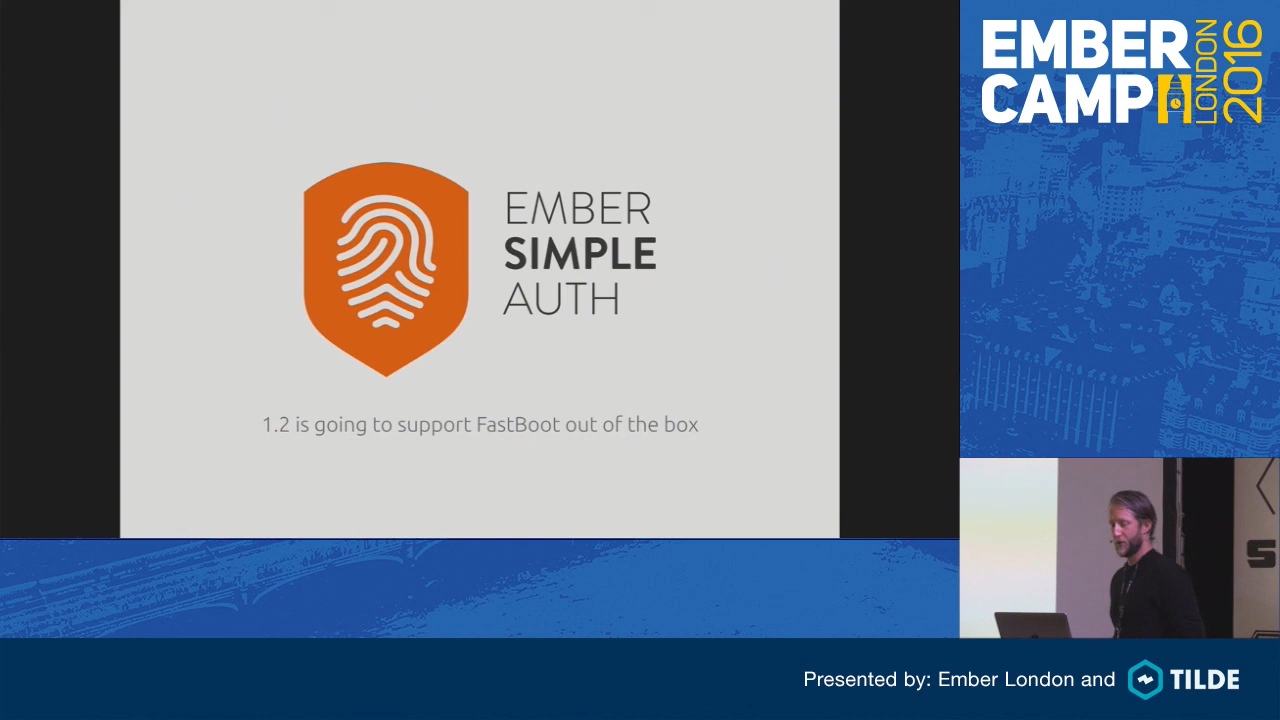 EMBER
SIMPLE
AUTH
1.2 is going to support FastBoot out of the box
EMBER
CAMP
LONDON
2016
Presented by: Ember London and TILDE